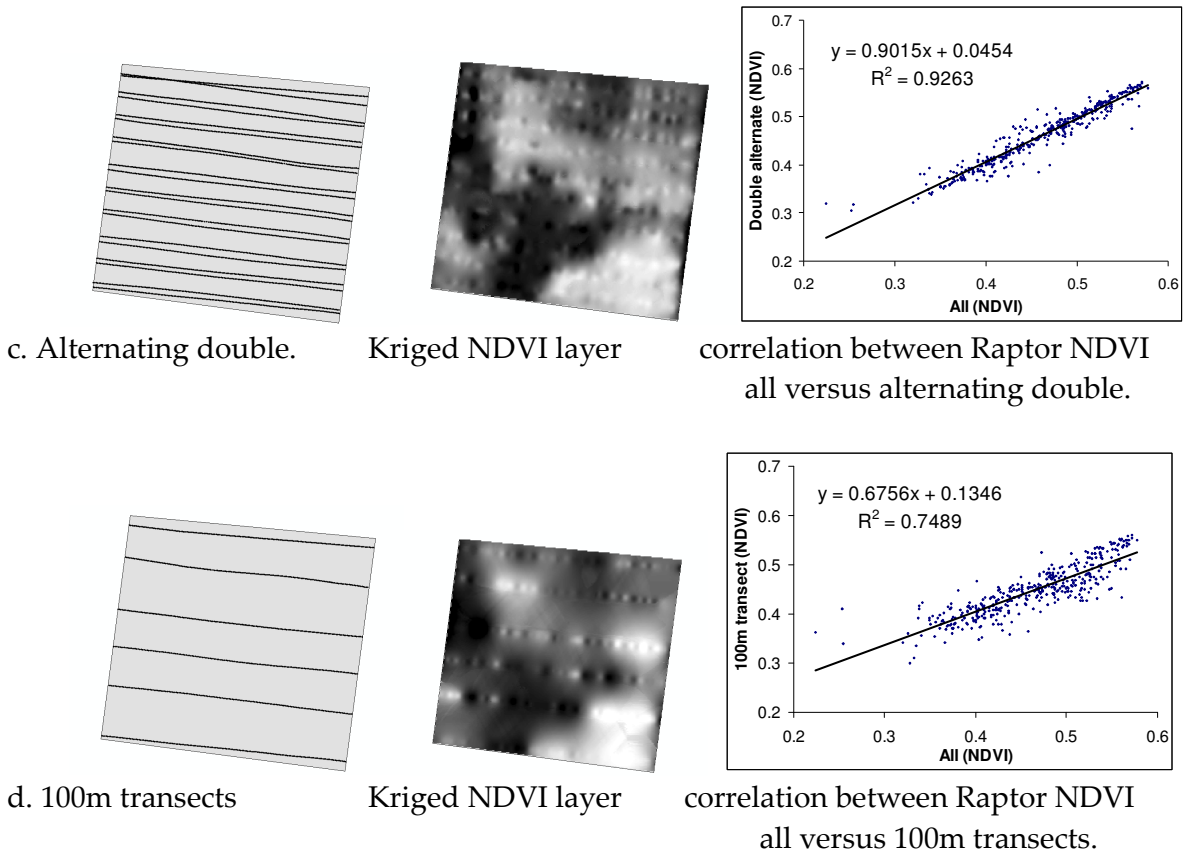 0.7
0.6
0.5
0.4
0.3
0.2
Double alternate (NDVI)
y = 0.9015x + 0.0454
R² = 0.9263
0.2 0.3 0.4 0.5 0.6
All (NDVI)
c. Alternating double. Kriged NDVI layer correlation between Raptor NDVI
all versus alternating double.
0.7
0.6
0.5
0.4
0.3
0.2
100m transect (NDVI)
y = 0.6756x + 0.1346
R² = 0.7489
0.2 0.3 0.4 0.5 0.6
All (NDVI)
d. 100m transects Kriged NDVI layer correlation between Raptor NDVI
all versus 100m transects.